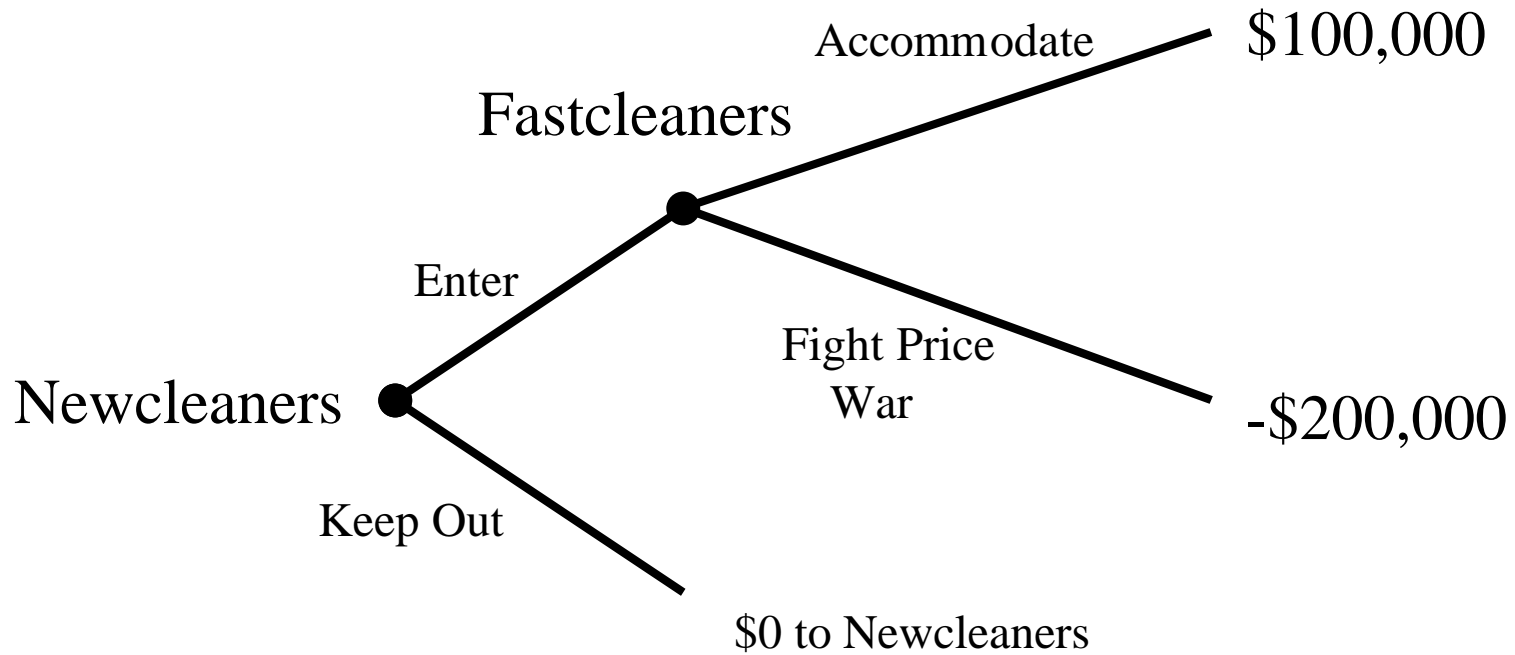 Accommodate
$100,000
Fastcleaners
Enter
Fight Price
War
Newcleaners
-$200,000
Keep Out
$0 to Newcleaners